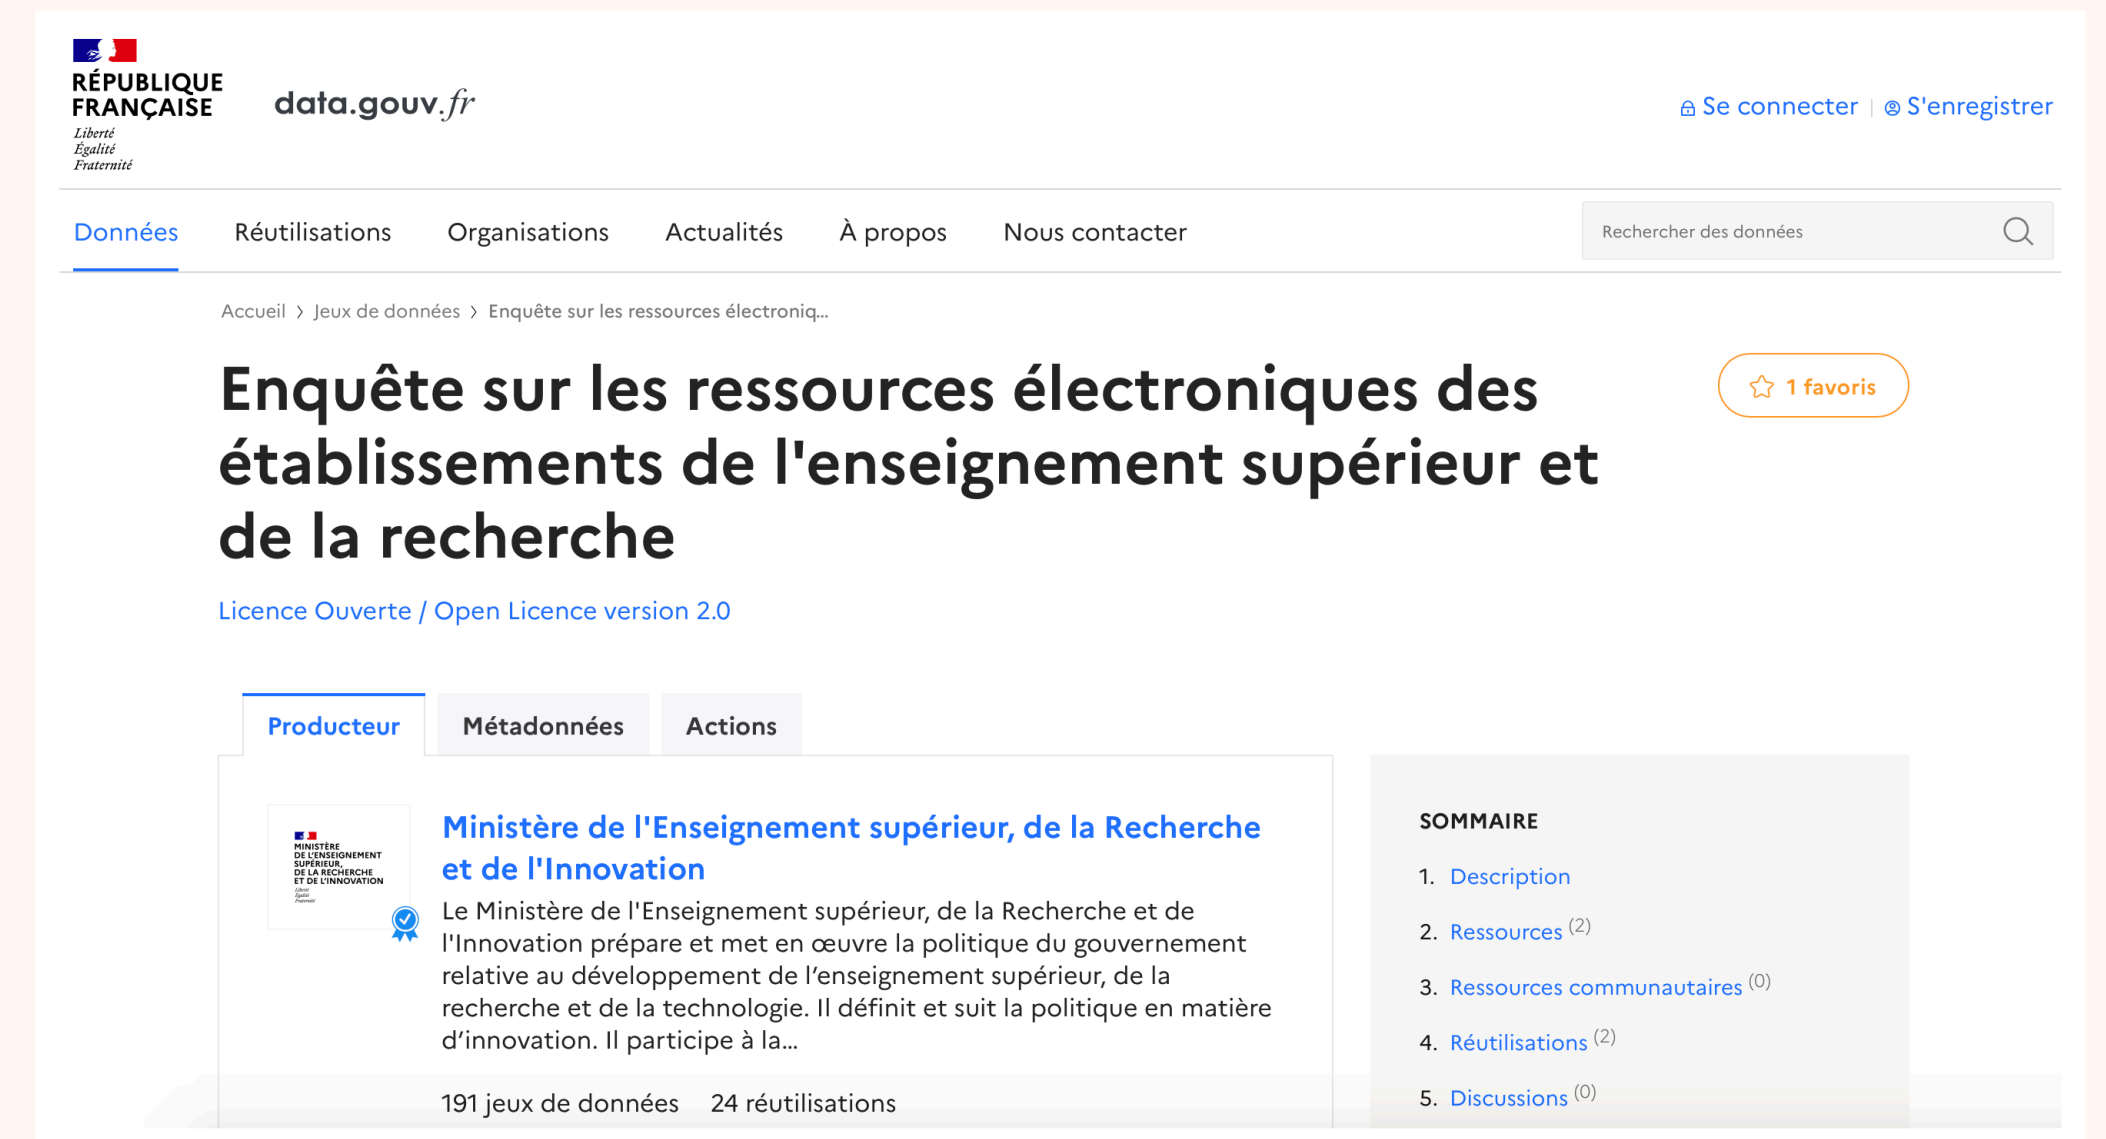 RÉPUBLIQUE
FRANÇAISE
Liberté
Égalité
Fraternité
data.gouv.fr
Se connecter | S'enregistrer
Données Réutilisations Organisations Actualités À propos Nous contacter Rechercher des données
Accueil > Jeux de données > Enquête sur les ressources électroniq…
Enquête sur les ressources électroniques des
établissements de l'enseignement supérieur et
de la recherche
1 favoris
Licence Ouverte / Open Licence version 2.0
Producteur Métadonnées Actions
MINISTÈRE
DE L'ENSEIGNEMENT
SUPÉRIEUR,
DE LA RECHERCHE
ET DE L'INNOVATION
Liberté
Égalité
Fraternité
Ministère de l'Enseignement supérieur, de la Recherche
et de l'Innovation
Le Ministère de l'Enseignement supérieur, de la Recherche et de
l'Innovation prépare et met en œuvre la politique du gouvernement
relative au développement de l’enseignement supérieur, de la
recherche et de la technologie. Il définit et suit la politique en matière
d’innovation. Il participe à la…
191 jeux de données 24 réutilisations
SOMMAIRE
1. Description
2. Ressources (2)
3. Ressources communautaires (0)
4. Réutilisations (2)
5. Discussions (0)